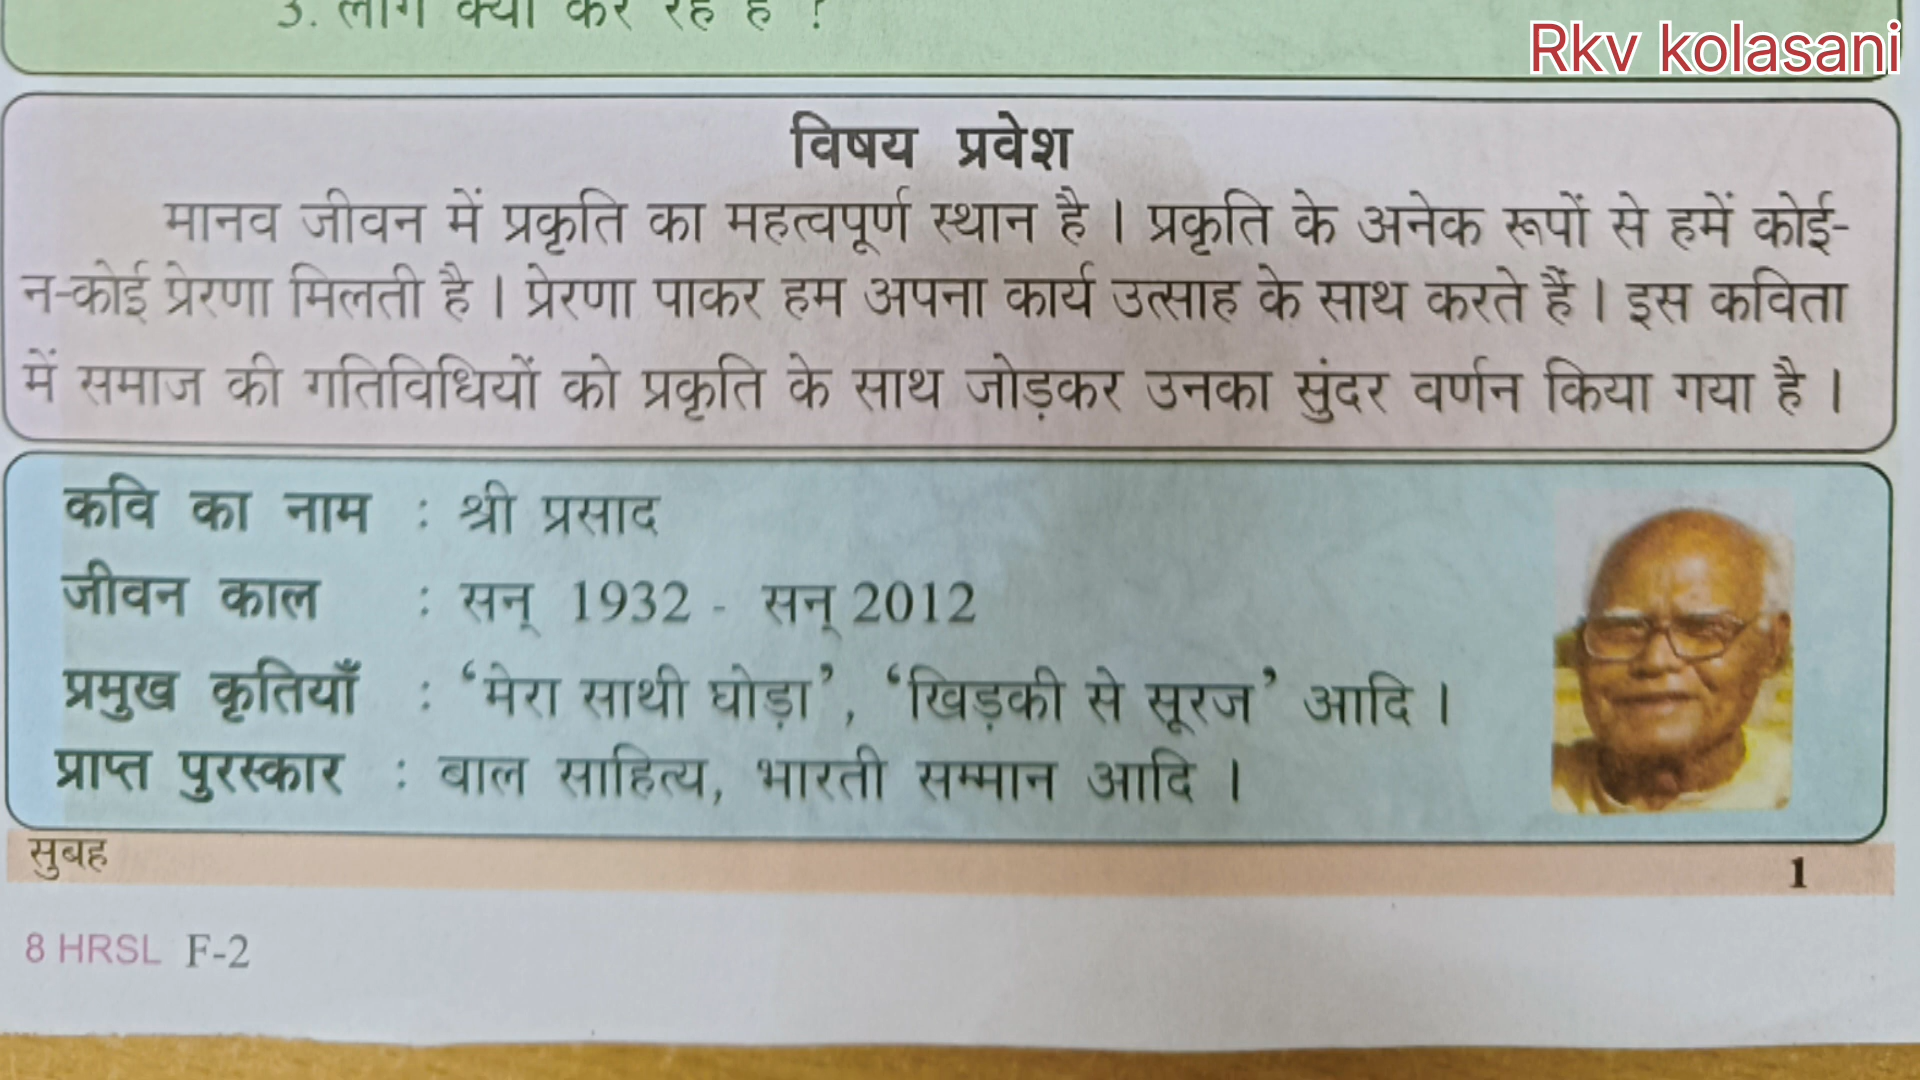 3. लोग क्या कर रहे हैं ?
Rkv kolasani
विषय प्रवेश
मानव जीवन में प्रकृति का महत्वपूर्ण स्थान है । प्रकृति के अनेक रूपों से हमें कोई-
न-कोई प्रेरणा मिलती है । प्रेरणा पाकर हम अपना कार्य उत्साह के साथ करते हैं । इस कविता
में समाज की गतिविधियों को प्रकृति के साथ जोड़कर उनका सुंदर वर्णन किया गया है ।
कवि का नाम : श्री प्रसाद
जीवन काल : सन् 1932 - सन् 2012
प्रमुख कृतियाँ : ‘मेरा साथी घोड़ा’, ‘खिड़की से सूरज’ आदि ।
प्राप्त पुरस्कार : बाल साहित्य, भारती सम्मान आदि ।
सुबह 1
8 HRSL F-2